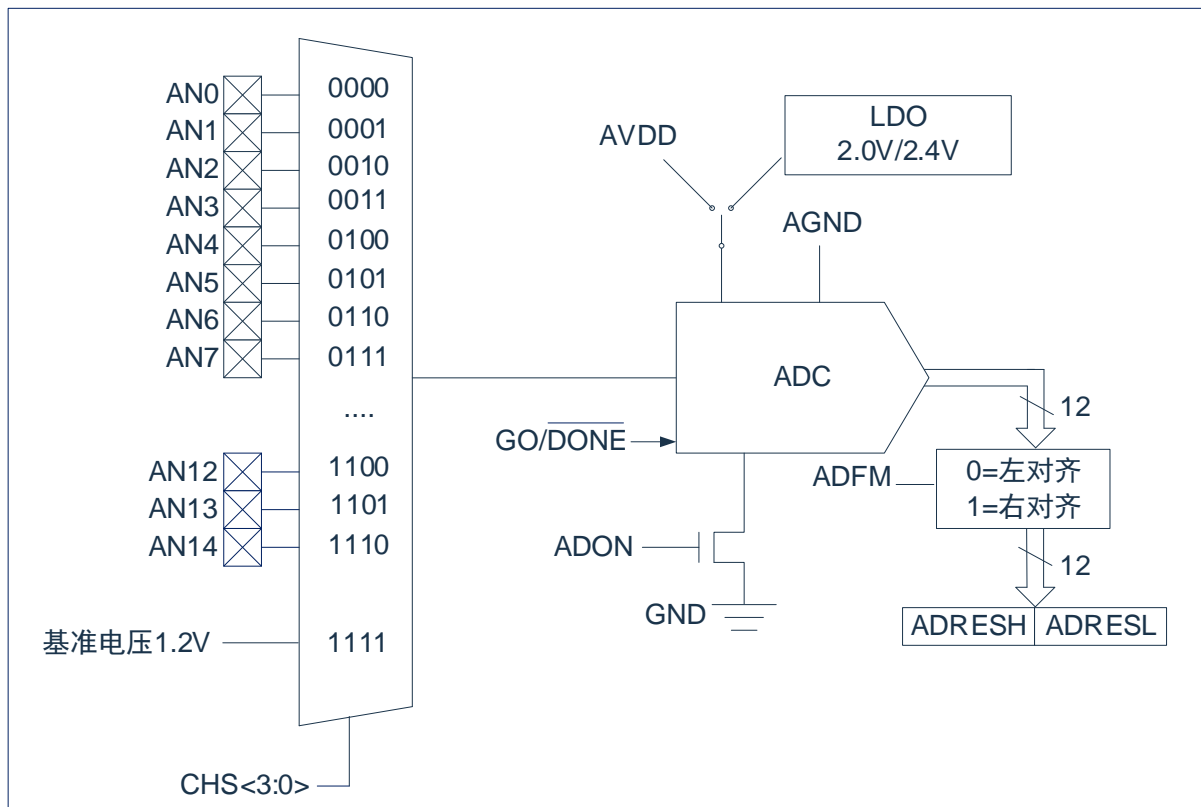 AN0 0000
AN1 0001
AN2 0010
AN3 0011
AN4 0100
AN5 0101
AN6 0110
AN7 0111
....
AN12 1100
AN13 1101
AN14 1110
基准电压1.2V 1111
CHS<3:0>
AVDD
LDO
2.0V/2.4V
AGND
ADC
GO/DONE
12
ADFM
0=左对齐
1=右对齐
ADON
12
GND
ADRESH ADRESL